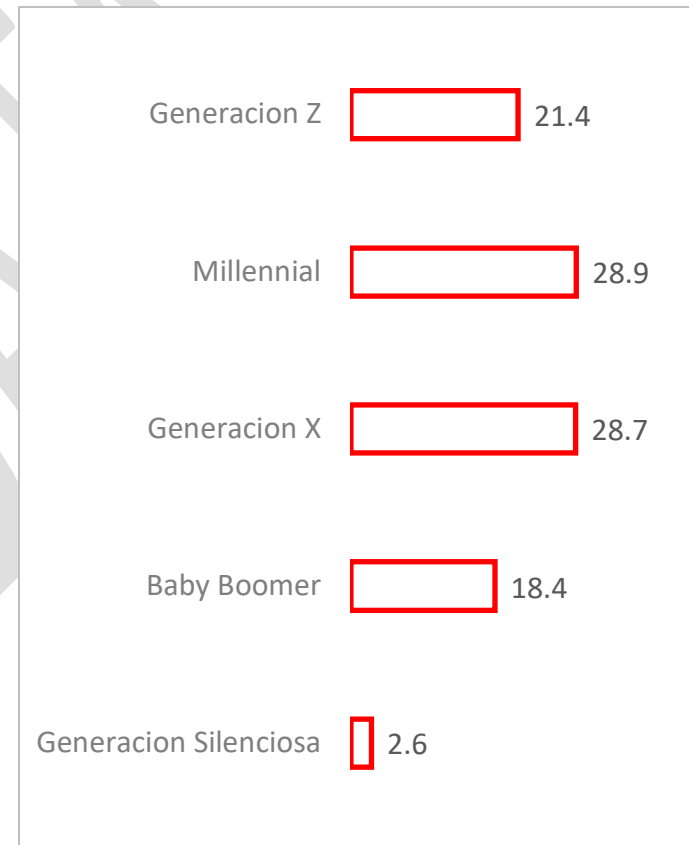 Generacion Z 21.4
Millennial 28.9
Generacion X 28.7
Baby Boomer 18.4
Generacion Silenciosa 2.6